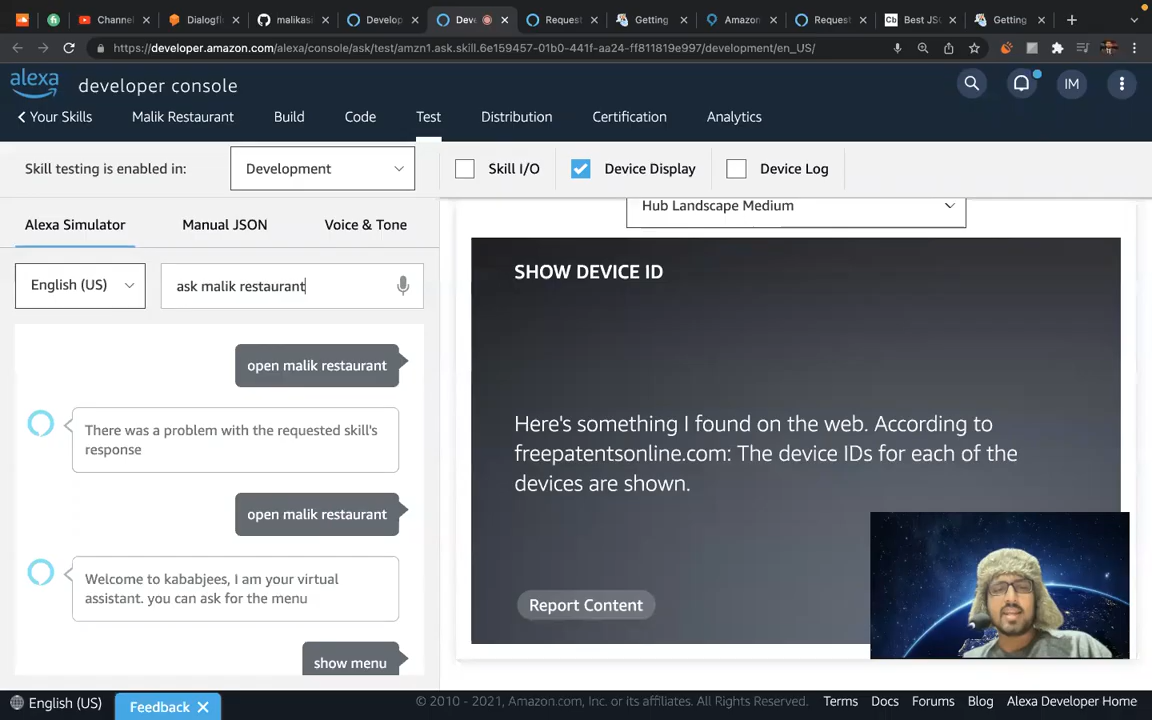 Channel
Dialogfl
malikasi
Develop
Deve
Request
Getting
Amazon
Request
Best JS
Getting
https://developer.amazon.com/alexa/console/ask/test/amzn1.ask.skill.6e159457-01b0-441f-aa24-ff811819e997/development/en_US/
alexa
developer console
IM
Your Skills
Malik Restaurant
Build
Code
Test
Distribution
Certification
Analytics
Skill testing is enabled in:
Development
Skill I/O
Device Display
Device Log
Alexa Simulator
Manual JSON
Voice & Tone
Hub Landscape Medium
English (US)
ask malik restaurant
SHOW DEVICE ID
open malik restaurant
There was a problem with the requested skill's
response
open malik restaurant
Welcome to kababjees, I am your virtual
assistant. you can ask for the menu
show menu
Here's something I found on the web. According to
freepatentsonline.com: The device IDs for each of the
devices are shown.
Report Content
English (US)
Feedback
© 2010 - 2021, Amazon.com, Inc. or its affiliates. All Rights Reserved.
Terms
Docs
Forums
Blog
Alexa Developer Home